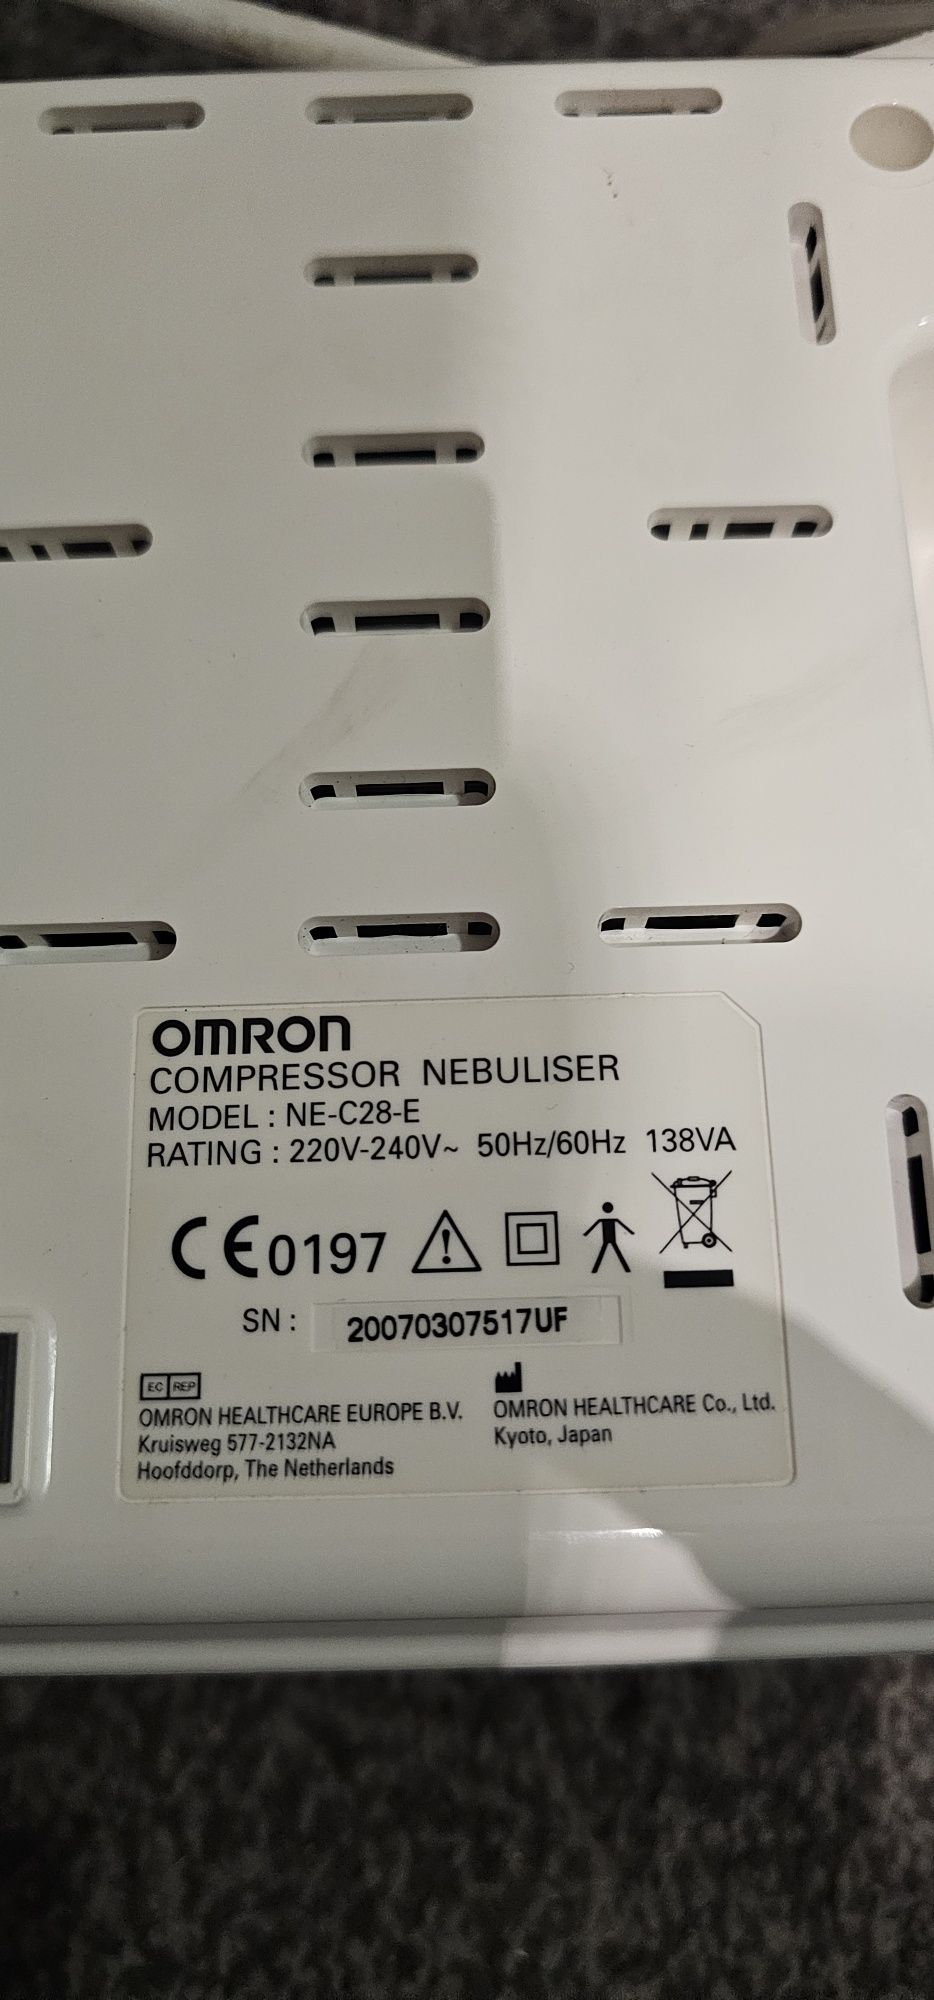 OMRON
COMPRESSOR NEBULISER
MODEL : NE-C28-E
RATING : 220V-240V~ 50Hz/60Hz 138VA
CE 0197
SN : 20070307517UF
EC REP
OMRON HEALTHCARE EUROPE B.V.
Kruisweg 577-2132NA
Hoofddorp, The Netherlands
OMRON HEALTHCARE Co., Ltd.
Kyoto, Japan